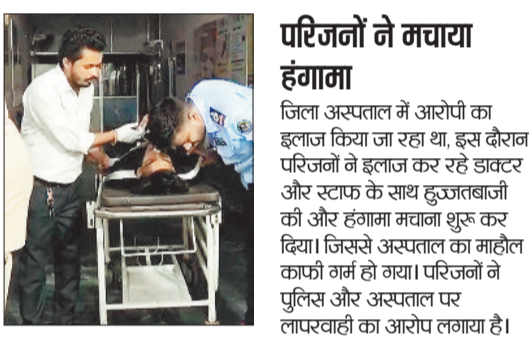 परिजनों ने मचाया
हंगामा
जिला अस्पताल में आरोपी का
इलाज किया जा रहा था, इस दौरान
परिजनों ने इलाज कर रहे डाक्टर
और स्टाफ के साथ हुज्जतबाजी
की और हंगामा मचाना शुरू कर
दिया। जिससे अस्पताल का माहौल
काफी गर्म हो गया। परिजनों ने
पुलिस और अस्पताल पर
लापरवाही का आरोप लगाया है।